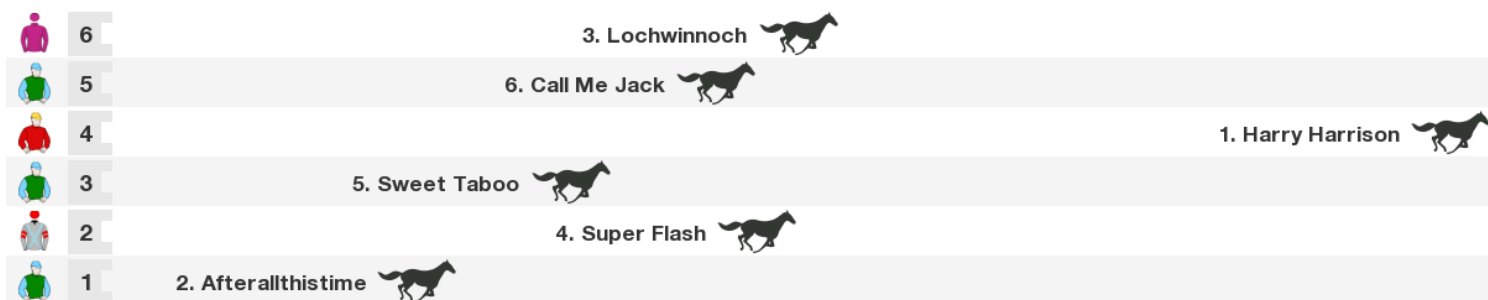 6 3. Lochwinnoch
5 6. Call Me Jack
4 1. Harry Harrison
3 5. Sweet Taboo
2 4. Super Flash
1 2. Afterallthistime